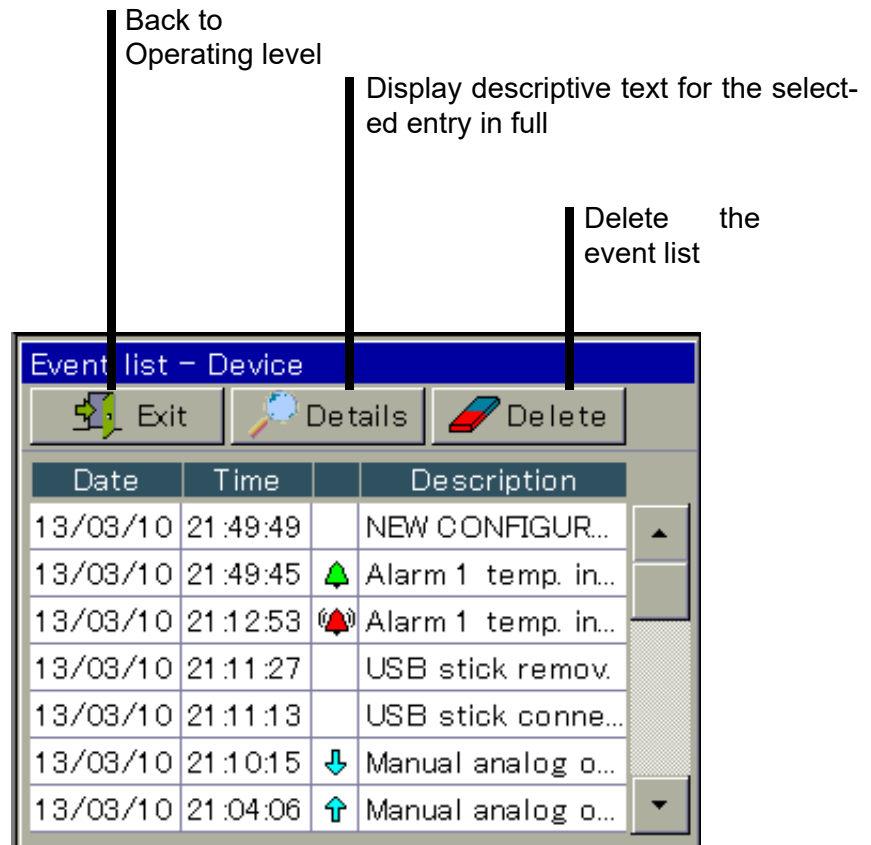 Back to
Operating level
Display descriptive text for the select-
ed entry in full
Delete the
event list
Event list - Device
Exit Details Delete
Date Time Description
13/03/10 21:49:49 NEW CONFIGUR...
13/03/10 21:49:45 Alarm 1 temp. in...
13/03/10 21:12:53 Alarm 1 temp. in...
13/03/10 21:11:27 USB stick remov.
13/03/10 21:11:13 USB stick conne...
13/03/10 21:10:15 Manual analog o...
13/03/10 21:04:06 Manual analog o...